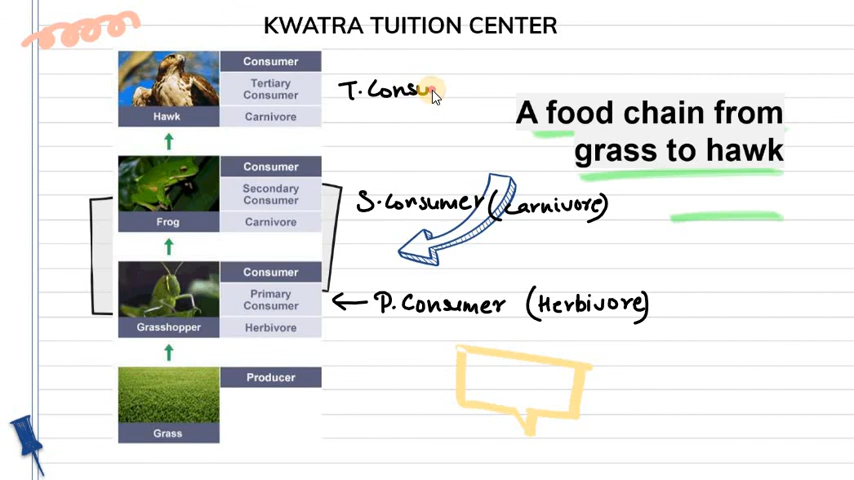 KWATRA TUITION CENTER
Consumer
Tertiary
Consumer
Hawk
Carnivore
T. Consu
A food chain from
grass to hawk
Consumer
Secondary
Consumer
Frog
Carnivore
S. Consumer (Carnivore)
Consumer
Primary
Consumer
Grasshopper
Herbivore
← P. Consumer (Herbivore)
Producer
Grass